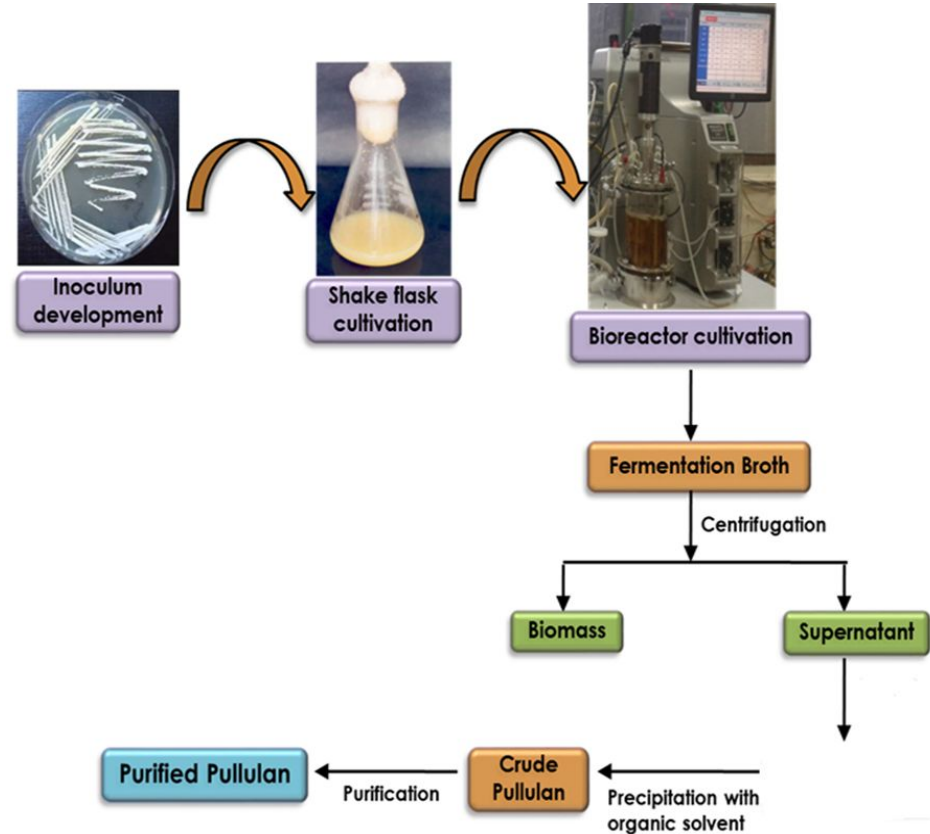 Inoculum
development
Shake flask
cultivation
Bioreactor cultivation
Fermentation Broth
Centrifugation
Biomass
Supernatant
Precipitation with
organic solvent
Crude
Pullulan
Purification
Purified Pullulan